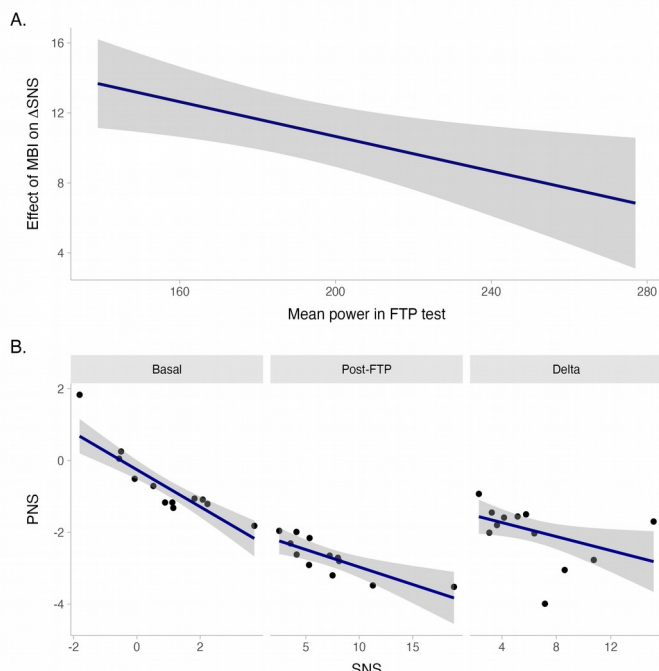 A.
Effect of MBI on ΔSNS
16
12
8
4
160 200 240 280
Mean power in FTP test
B.
Basal Post-FTP Delta
PNS
2
0
-2
-4
-2 0 2 5 10 15 4 8 12
SNS